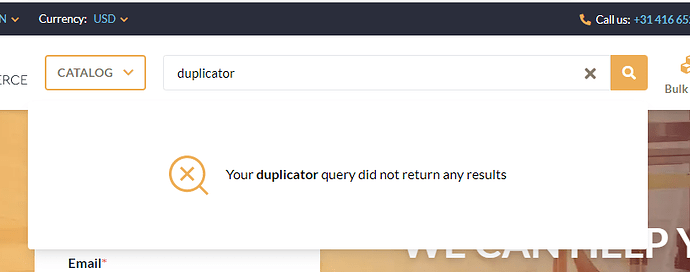 N Currency: USD Call us: +31 416 65
ERCE CATALOG duplicator
Bulk
Your duplicator query did not return any results
WE CAN HELP Y
Email*